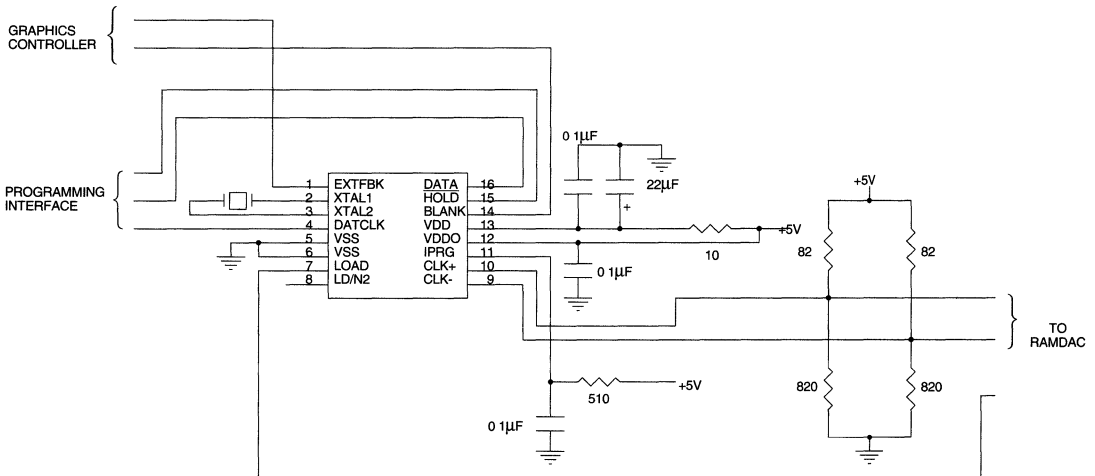 GRAPHICS
CONTROLLER
PROGRAMMING
INTERFACE
1 EXTFBK DATA 16
2 XTAL1 HOLD 15
3 XTAL2 BLANK 14
4 DATCLK VDD 13
5 VSS VDDO 12
6 VSS IPRG 11
7 LOAD CLK+ 10
8 LD/N2 CLK- 9
0 1µF
22µF
+
+5V
10
0 1µF
510
+5V
0 1µF
+5V
82
82
820
820
TO
RAMDAC